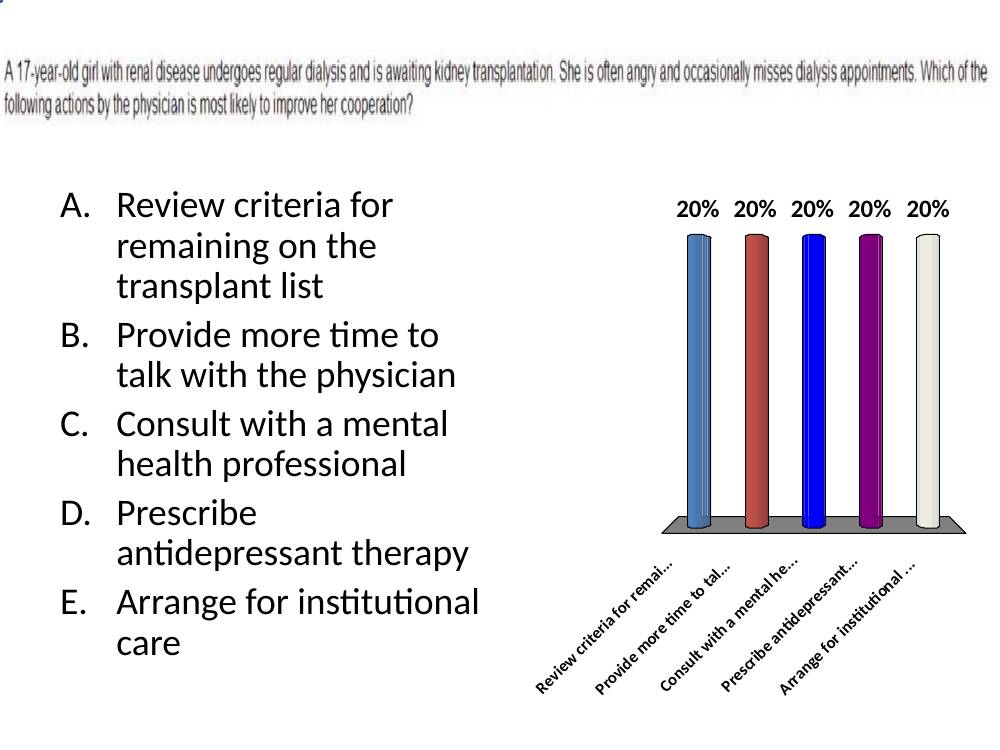 A 17-year-old girl with renal disease undergoes regular dialysis and is awaiting kidney transplantation. She is often angry and occasionally misses dialysis appointments. Which of the
following actions by the physician is most likely to improve her cooperation?
A. Review criteria for
remaining on the
transplant list
B. Provide more time to
talk with the physician
C. Consult with a mental
health professional
D. Prescribe
antidepressant therapy
E. Arrange for institutional
care
20% 20% 20% 20% 20%
Review criteria for remai...
Provide more time to tal...
Consult with a mental he...
Prescribe antidepressant...
Arrange for institutional ...